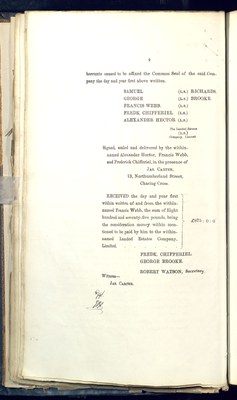 4
hereunto caused to be affixed the Common Seal of the said Com-
pany the day and year first above written.
SAMUEL (L.S.) RICHARDS.
GEORGE (L.S.) BROOKE.
FRANCIS WEBB. (L.S.)
FREDK. CHIFFERIEL (L.S.)
ALEXANDER HECTOR (L.S.)
The Landed Estates
(L.S.)
Company, Limited.
Signed, sealed and delivered by the within-
named Alexander Hector, Francis Webb,
and Frederick Chifferiel, in the presence of
JAS. CARTER,
13, Northumberland Street,
Charing Cross.
RECEIVED the day and year first
within written of and from the within-
named Francis Webb, the sum of Eight
hundred and seventy-five pounds, being
the consideration money within men-
tioned to be paid by him to the within-
named Landed Estates Company,
Limited.
FREDK. CHIFFERIEL.
GEORGE BROOKE.
ROBERT WATSON, Secretary.
Witness—
JAS. CARTER.